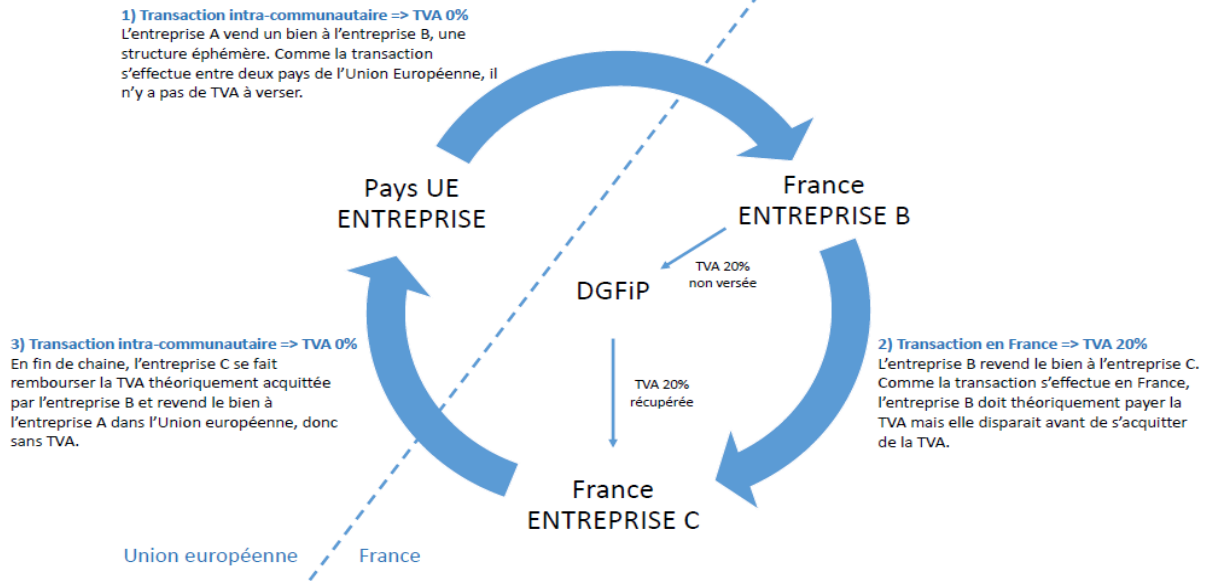 1) Transaction intra-communautaire => TVA 0%
L’entreprise A vend un bien à l’entreprise B, une
structure éphémère. Comme la transaction
s’effectue entre deux pays de l’Union Européenne, il
n’y a pas de TVA à verser.
Pays UE
ENTREPRISE
France
ENTREPRISE B
TVA 20%
non versée
DGFiP
3) Transaction intra-communautaire => TVA 0%
En fin de chaine, l’entreprise C se fait
rembourser la TVA théoriquement acquittée
par l’entreprise B et revend le bien à
l’entreprise A dans l’Union européenne, donc
sans TVA.
2) Transaction en France => TVA 20%
L’entreprise B revend le bien à l’entreprise C.
Comme la transaction s’effectue en France,
l’entreprise B doit théoriquement payer la
TVA mais elle disparait avant de s’acquitter
de la TVA.
TVA 20%
récupérée
France
ENTREPRISE C
Union européenne
France